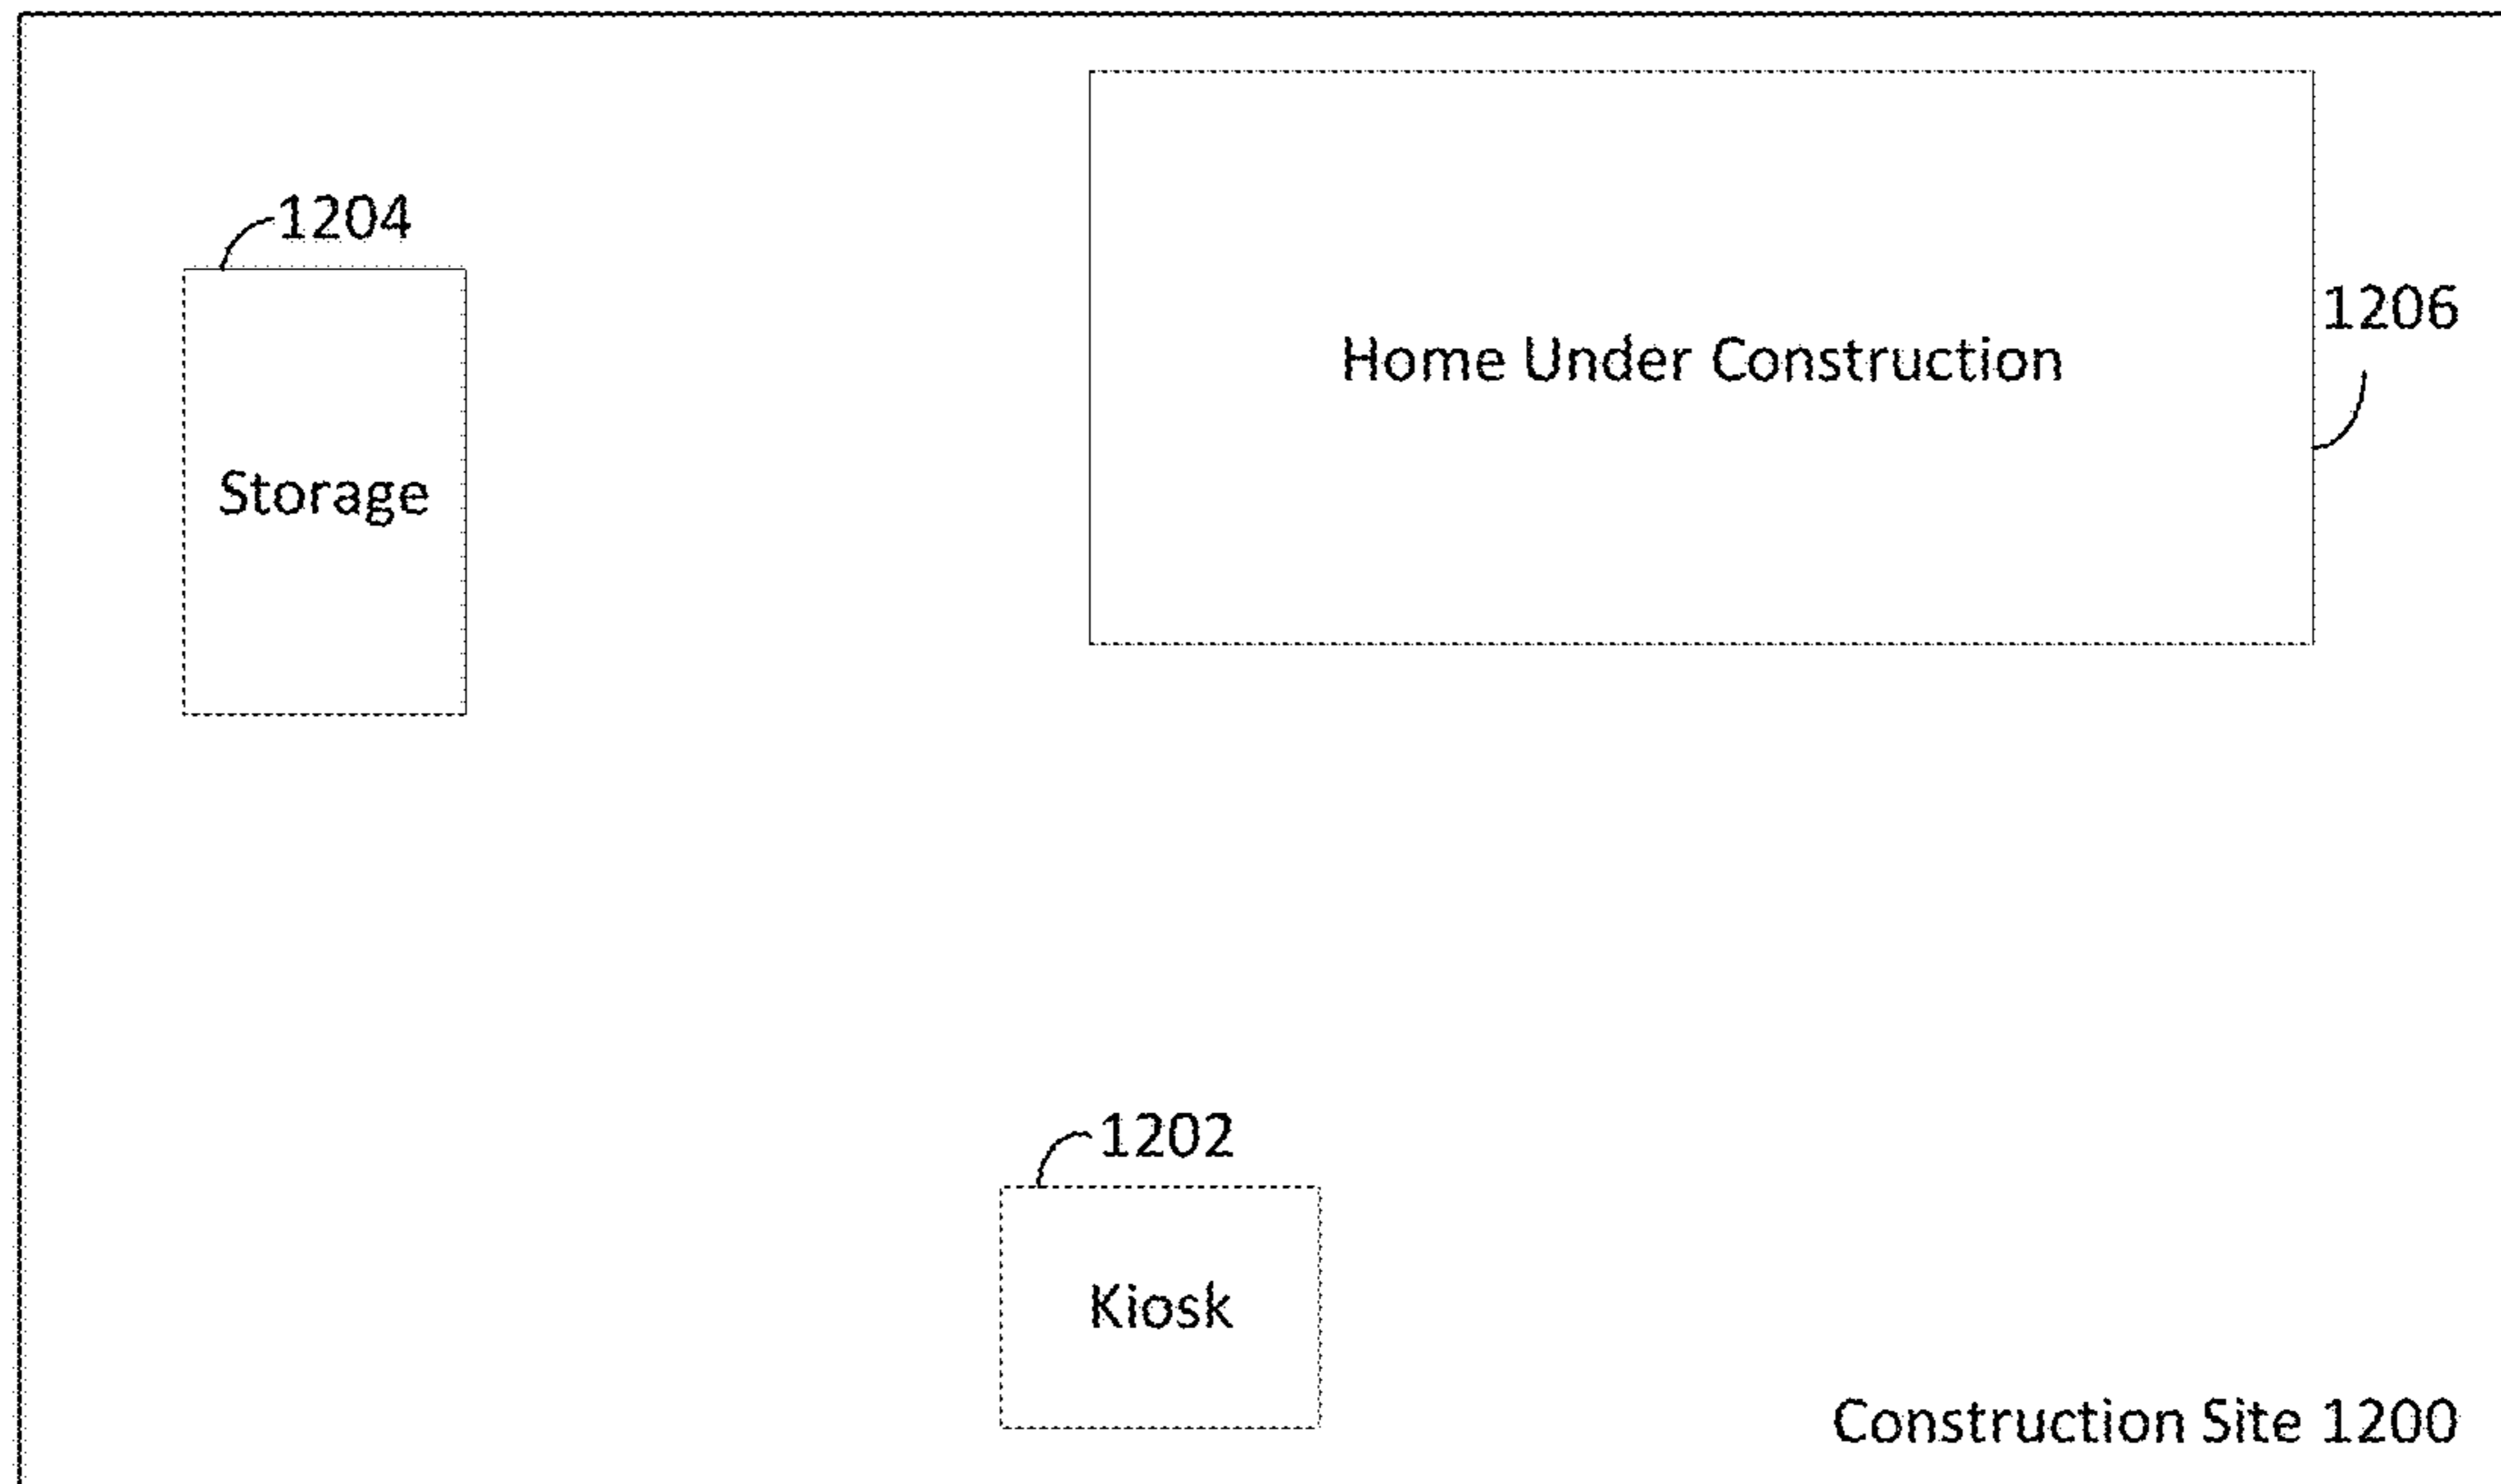 1204
1206
Home Under Construction
Storage
1202
Kiosk
Construction Site 1200